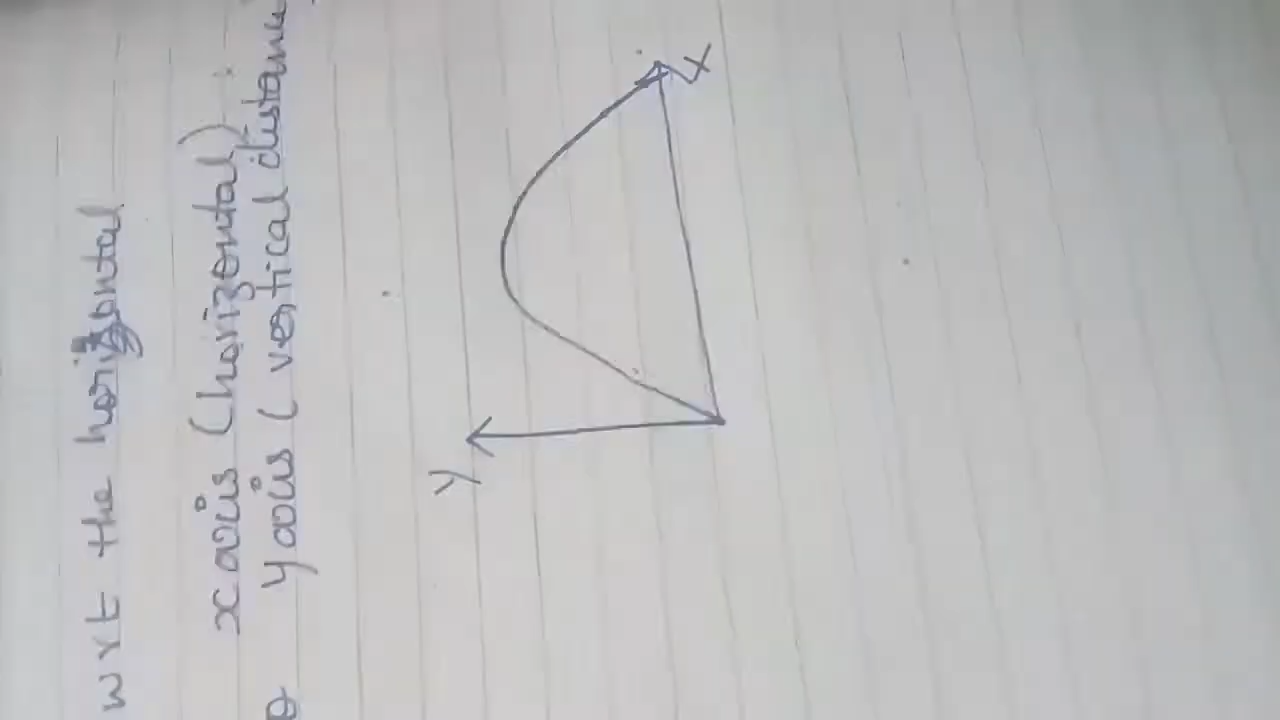 wrt the horizontal
x axis (horizontal)
θ y axis ( vertical distance
Y
X